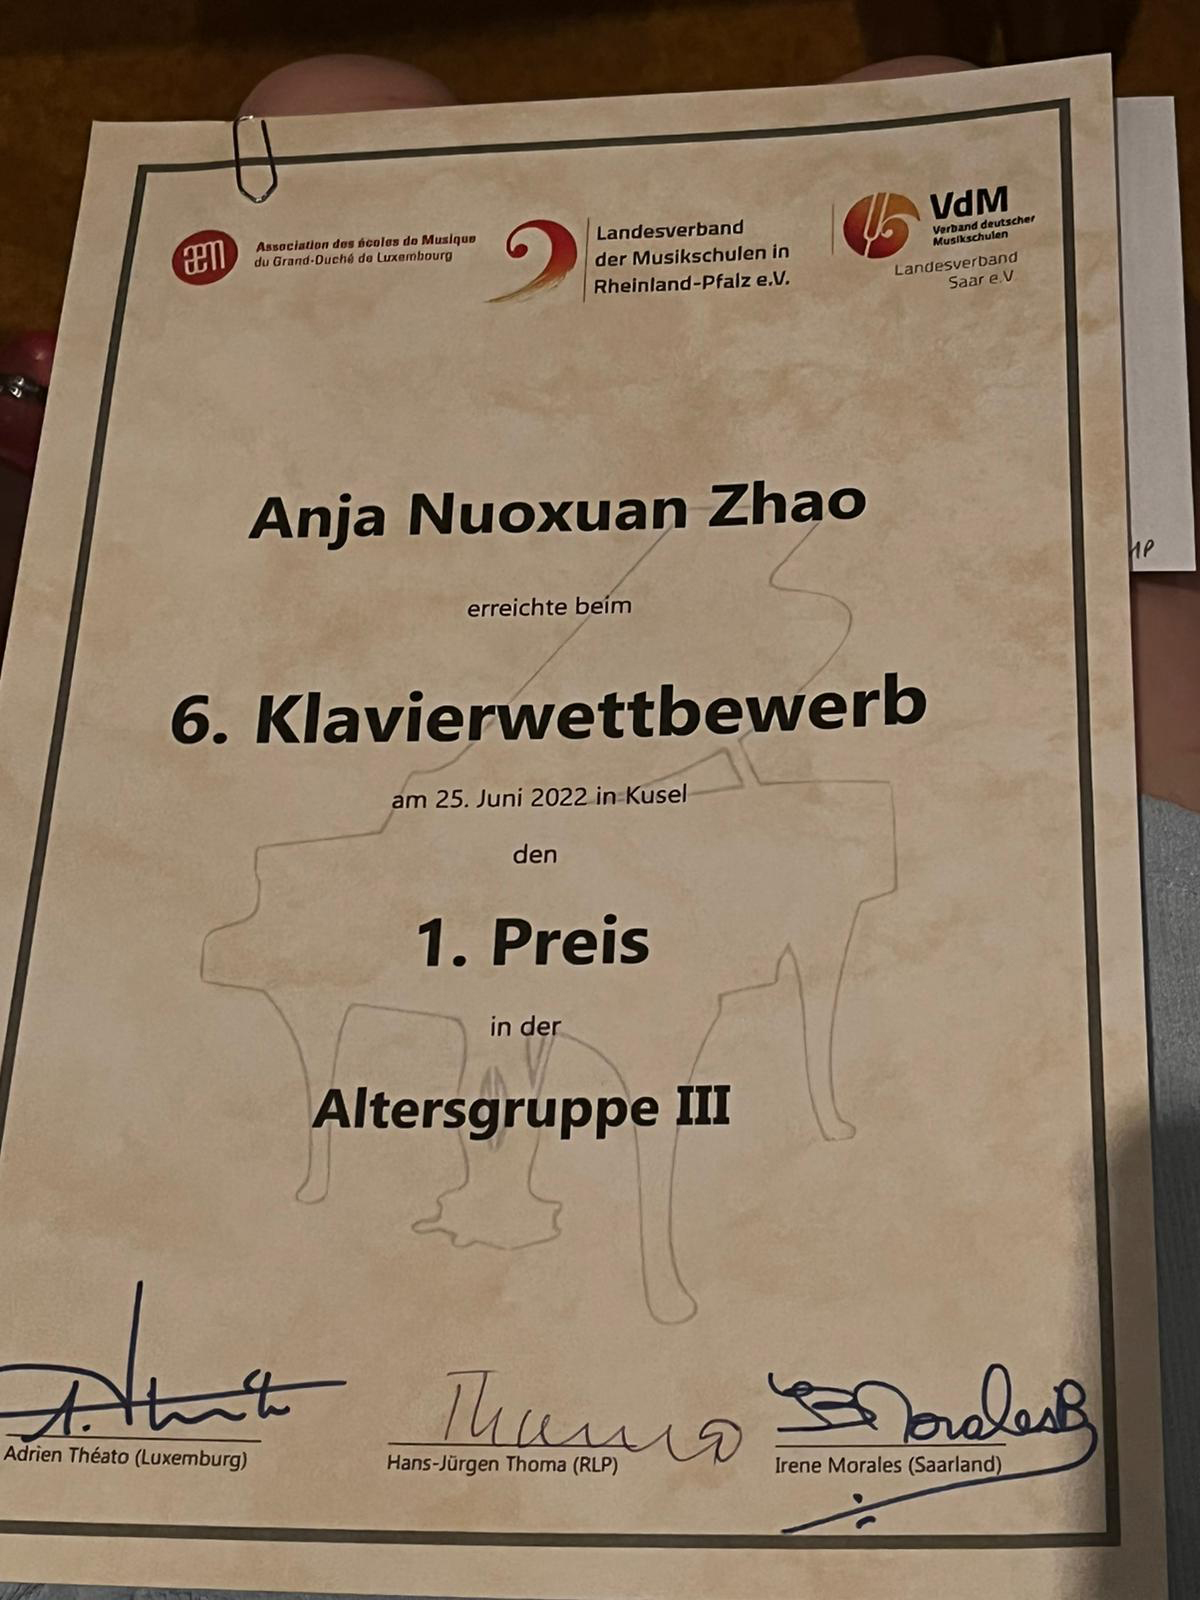 æm
Association des écoles de Musique
du Grand-Duché de Luxembourg
Landesverband
der Musikschulen in
Rheinland-Pfalz e.V.
VdM
Verband deutscher
Musikschulen
Landesverband
Saar e.V.
Anja Nuoxuan Zhao
erreichte beim
6. Klavierwettbewerb
am 25. Juni 2022 in Kusel
den
1. Preis
in der
Altersgruppe III
Thoma
Adrien Théato (Luxemburg)
Hans-Jürgen Thoma (RLP)
Irene Morales (Saarland)